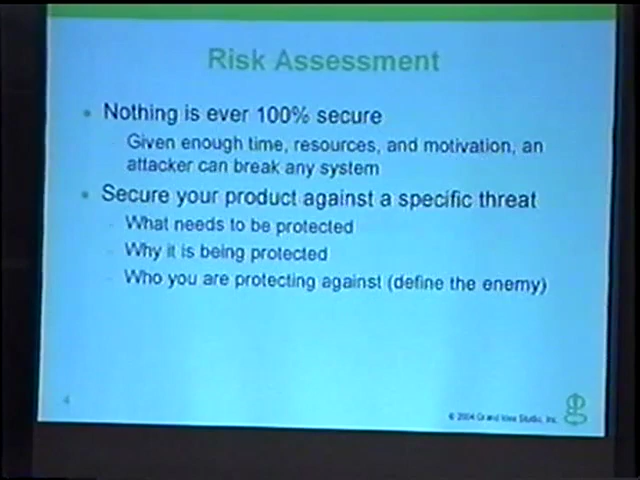 Risk Assessment
• Nothing is ever 100% secure
- Given enough time, resources, and motivation, an
attacker can break any system
• Secure your product against a specific threat
- What needs to be protected
- Why it is being protected
- Who you are protecting against (define the enemy)
4
© 2004 Grand Idea Studio, Inc.